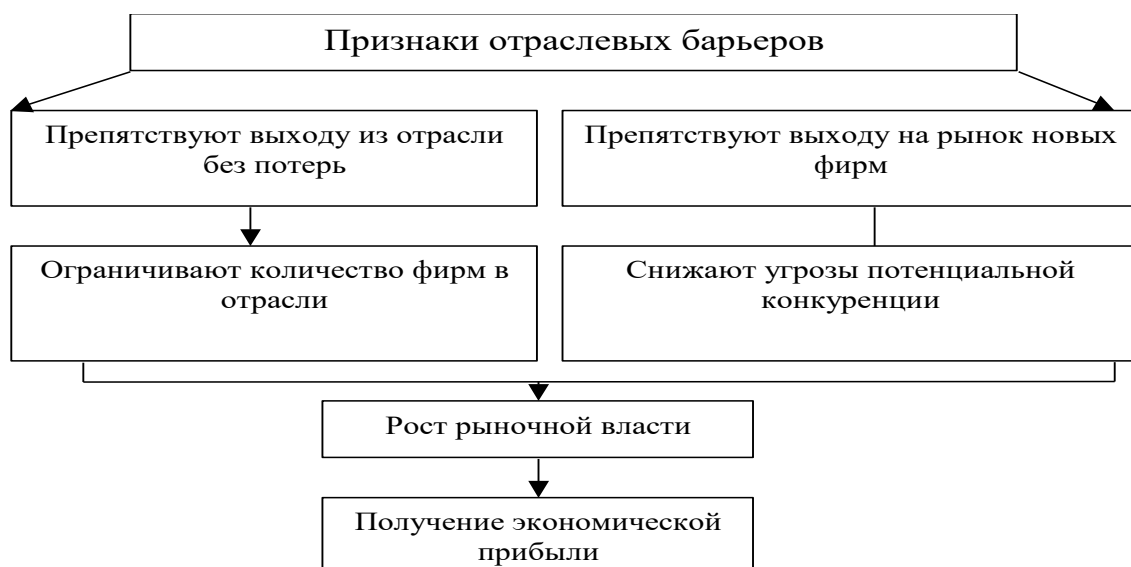 Признаки отраслевых барьеров
Препятствуют выходу из отрасли
без потерь
Препятствуют выходу на рынок новых
фирм
Ограничивают количество фирм в
отрасли
Снижают угрозы потенциальной
конкуренции
Рост рыночной власти
Получение экономической
прибыли